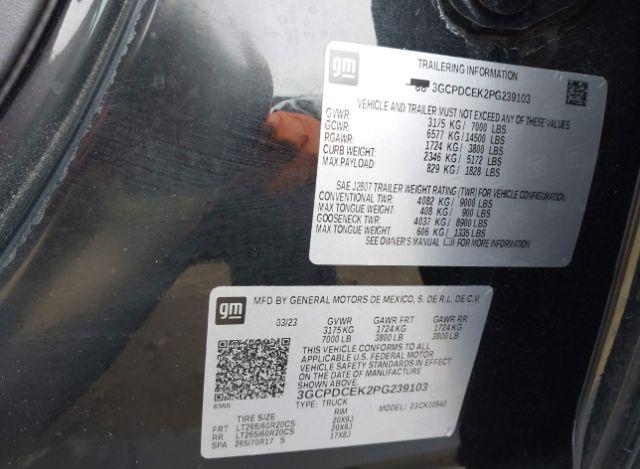 gm
TRAILERING INFORMATION
3GCPDCEK2PG239103
VEHICLE AND TRAILER MUST NOT EXCEED ANY OF THESE VALUES
GVWR: 3175 KG / 7000 LBS
GCWR: 6577 KG / 14500 LBS
RGAWR: 1724 KG / 3800 LBS
CURB WEIGHT: 2346 KG / 5172 LBS
MAX PAYLOAD: 829 KG / 1828 LBS
SAE J2807 TRAILER WEIGHT RATING (TWR) FOR VEHICLE CONFIGURATION
CONVENTIONAL TWR: 4082 KG / 9000 LBS
MAX TONGUE WEIGHT: 408 KG / 900 LBS
GOOSENECK TWR: 4037 KG / 8900 LBS
MAX TONGUE WEIGHT: 606 KG / 1335 LBS
SEE OWNER'S MANUAL FOR MORE INFORMATION
gm
MFD BY GENERAL MOTORS DE MEXICO, S. DE R.L. DE C.V.
03/23 GVWR GAWR FRT GAWR RR
3175 KG 1724 KG 1724 KG
7000 LB 3800 LB 3800 LB
THIS VEHICLE CONFORMS TO ALL
APPLICABLE U.S. FEDERAL MOTOR
VEHICLE SAFETY STANDARDS IN EFFECT
ON THE DATE OF MANUFACTURE
SHOWN ABOVE.
3GCPDCEK2PG239103
TYPE: TRUCK MODEL: 23CK10543
TIRE SIZE RIM
FRT LT265/60R20CS 20X9J
RR LT265/60R20CS 20X9J
SPA 265/70R17 S 17X8J